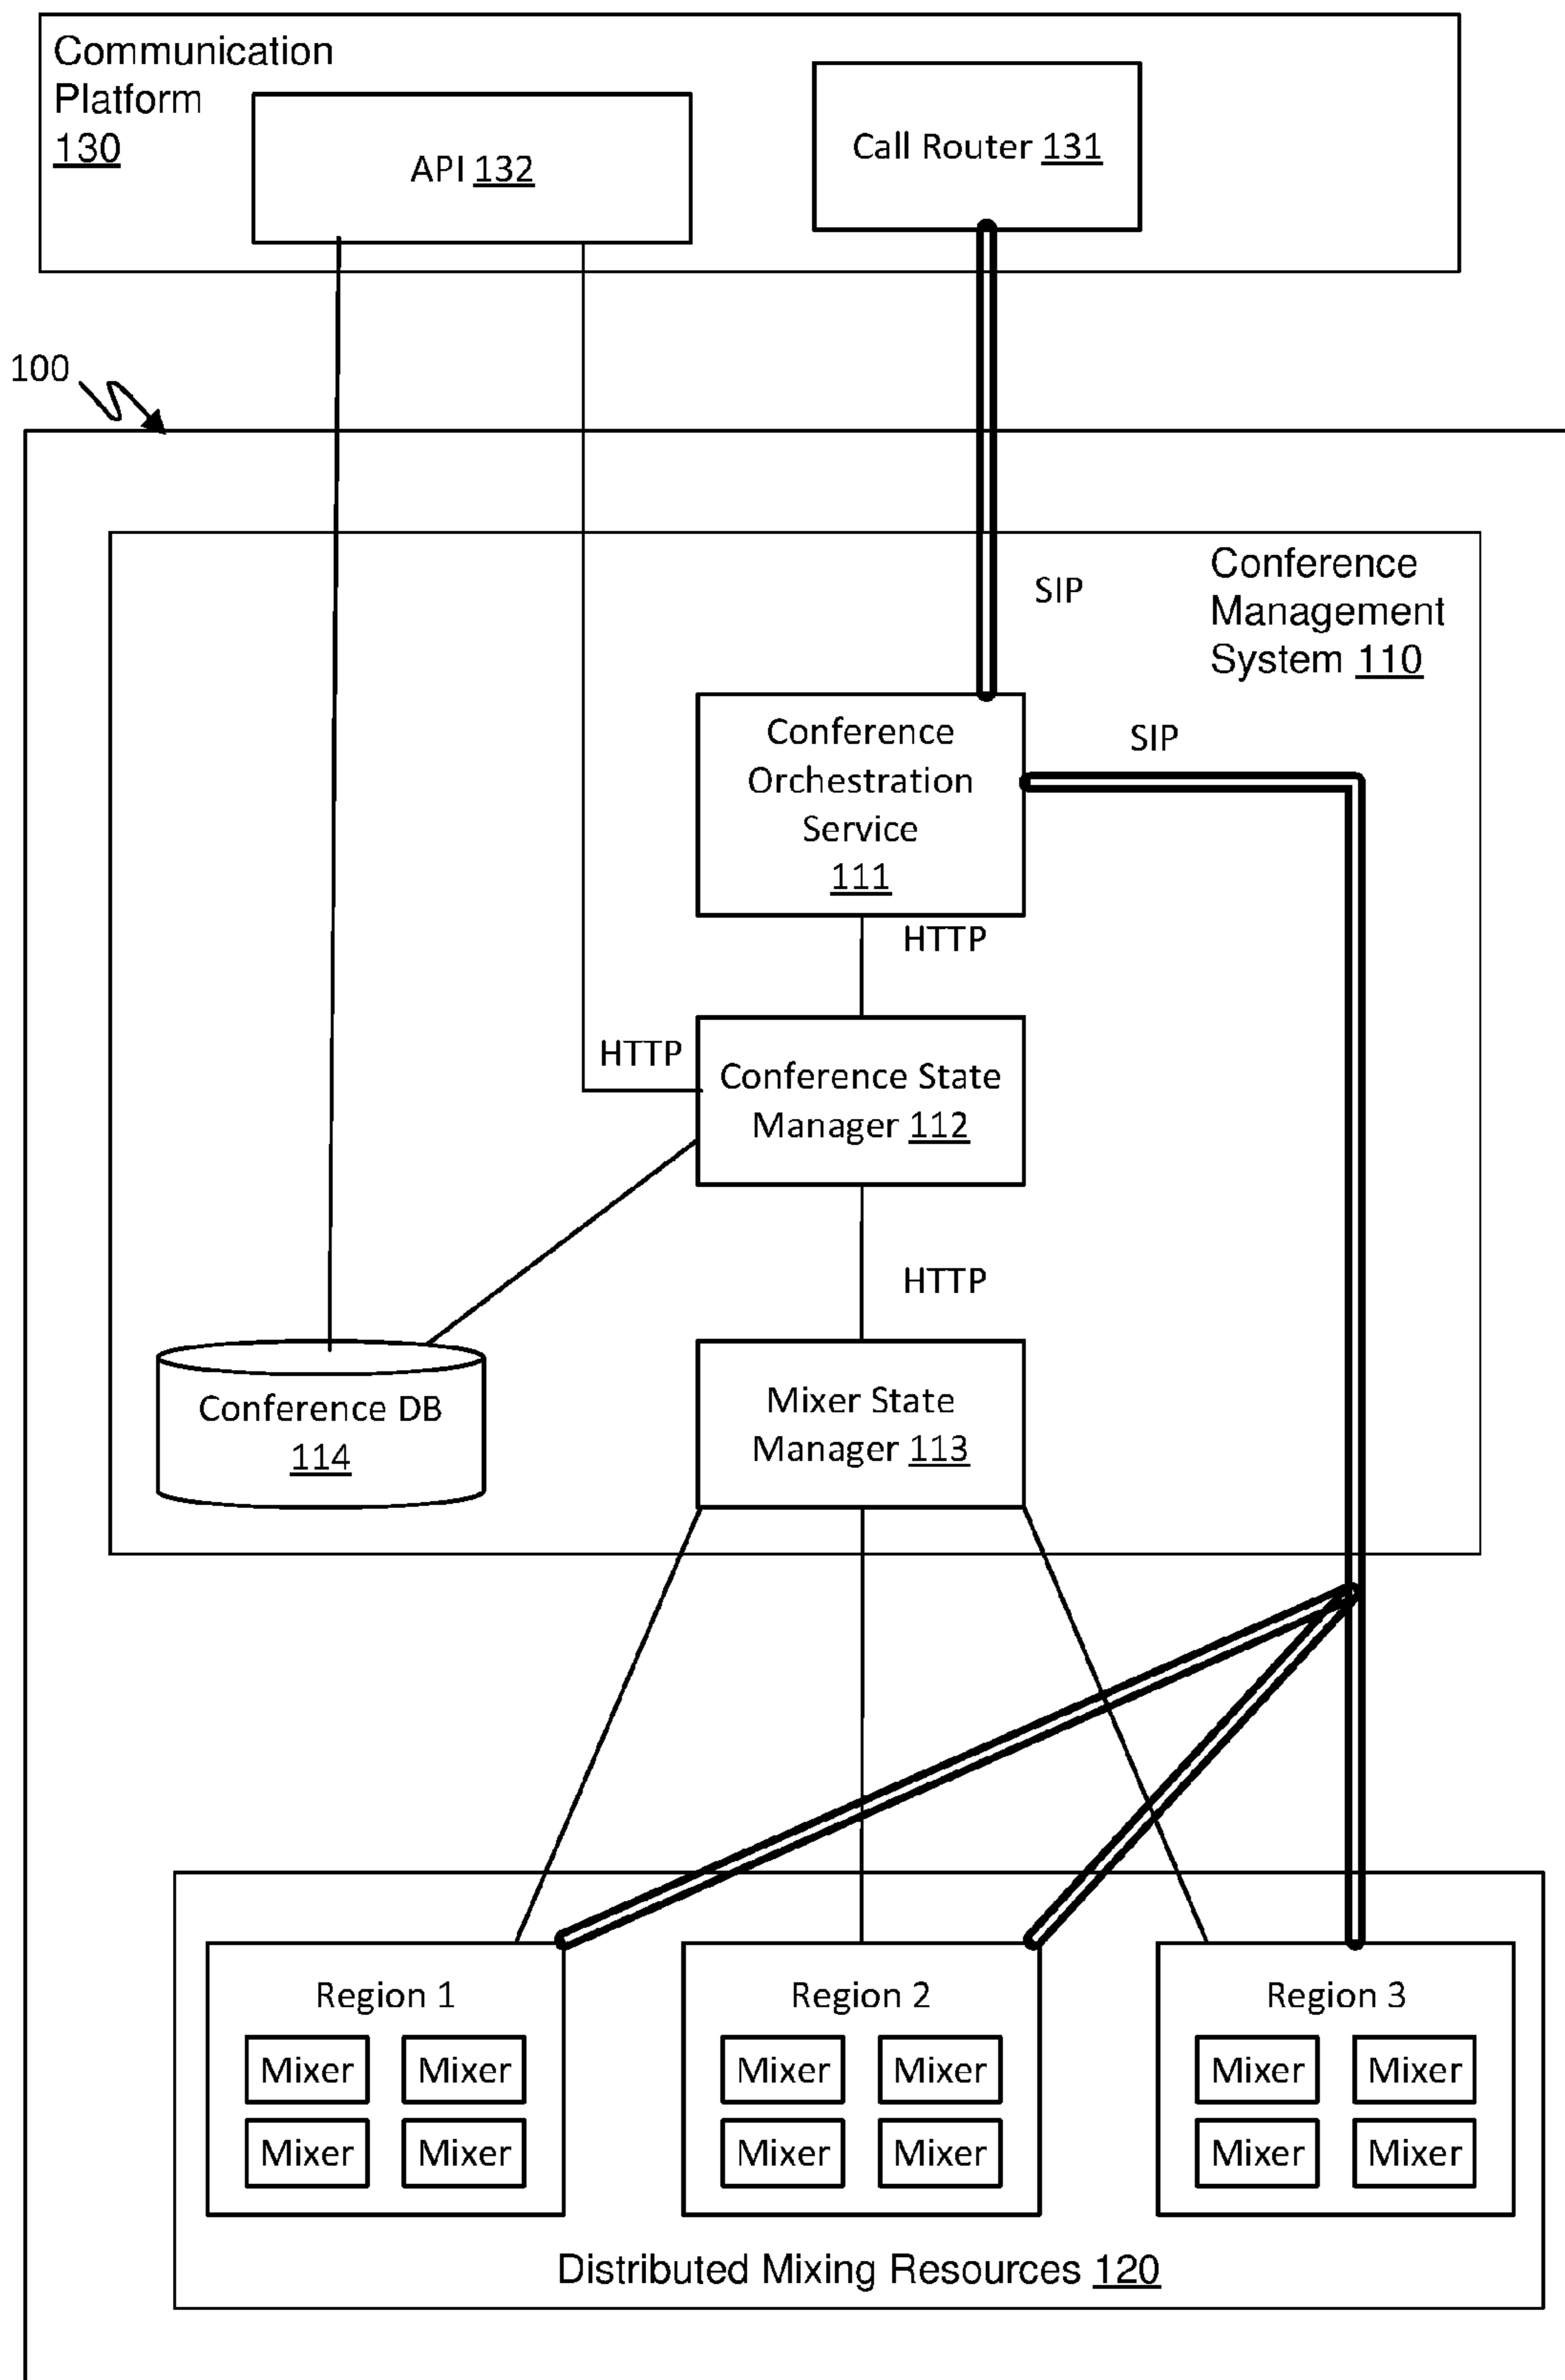 Communication
Platform
130
API 132
Call Router 131
100
SIP
Conference
Management
System 110
Conference
Orchestration
Service
111
SIP
HTTP
HTTP
Conference State
Manager 112
HTTP
Conference DB
114
Mixer State
Manager 113
Region 1
Mixer Mixer
Mixer Mixer
Region 2
Mixer Mixer
Mixer Mixer
Region 3
Mixer Mixer
Mixer Mixer
Distributed Mixing Resources 120